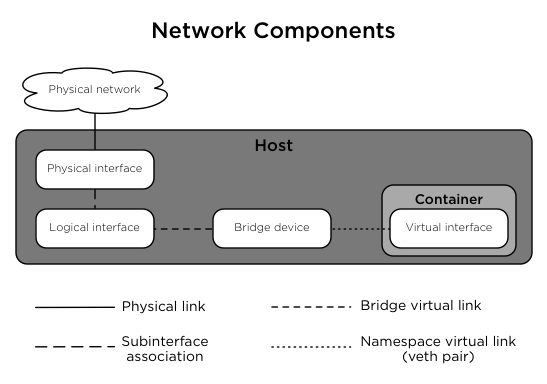 Network Components
Physical network
Host
Physical interface
Container
Logical interface
Bridge device
Virtual interface
Physical link
Bridge virtual link
Subinterface
association
Namespace virtual link
(veth pair)